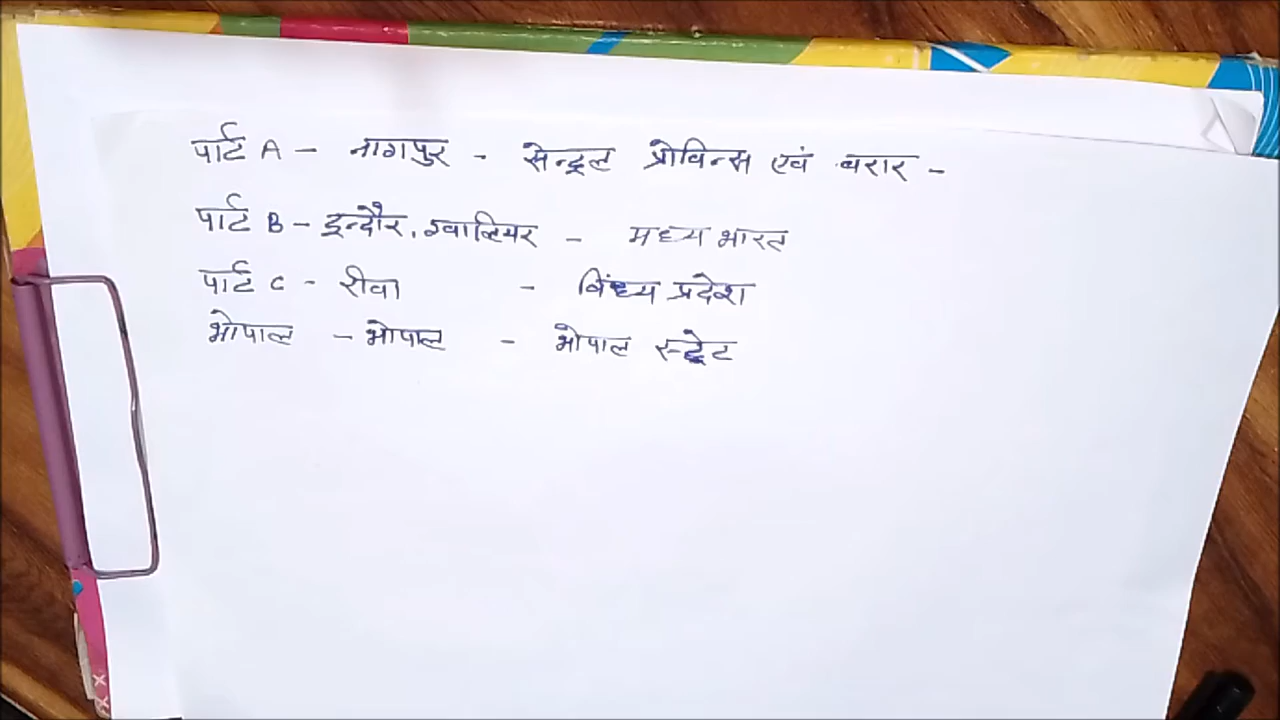 पार्ट A - नागपुर - सेन्ट्रल प्रोविन्स एवं बरार -
पार्ट B - इन्दौर, ग्वालियर - मध्य भारत
पार्ट C - रीवा - विंध्य प्रदेश
भोपाल - भोपाल - भोपाल स्टेट